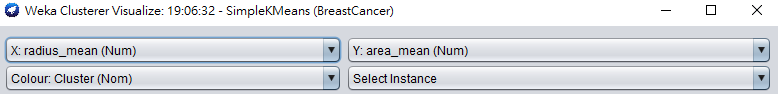 Weka Clusterer Visualize: 19:06:32 - SimpleKMeans (BreastCancer)
X: radius_mean (Num) Y: area_mean (Num)
Colour: Cluster (Nom) Select Instance